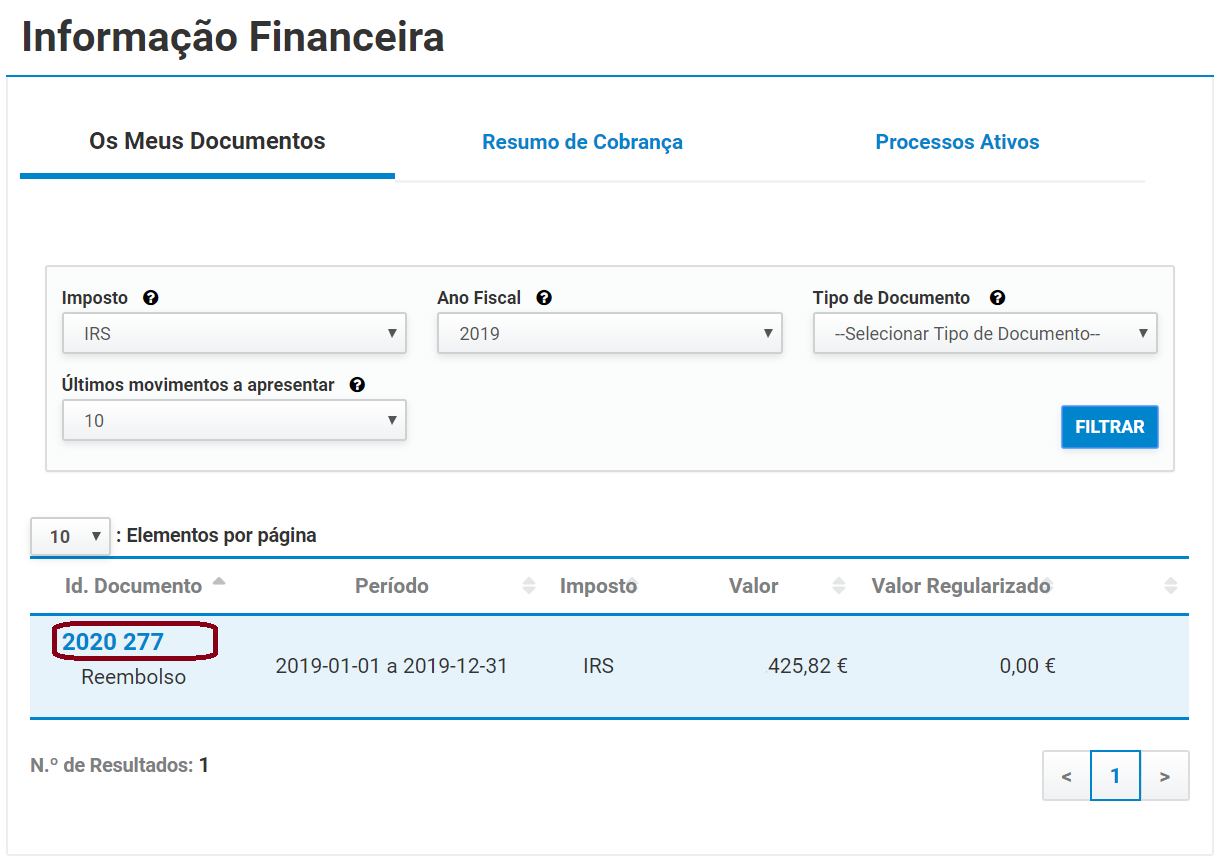 Informação Financeira
Os Meus Documentos Resumo de Cobrança Processos Ativos
Imposto ? Ano Fiscal ? Tipo de Documento ?
IRS 2019 --Selecionar Tipo de Documento--
Últimos movimentos a apresentar ?
10
FILTRAR
10 : Elementos por página
Id. Documento Período Imposto Valor Valor Regularizado
2020 277
Reembolso
2019-01-01 a 2019-12-31 IRS 425,82 € 0,00 €
N.º de Resultados: 1
< 1 >